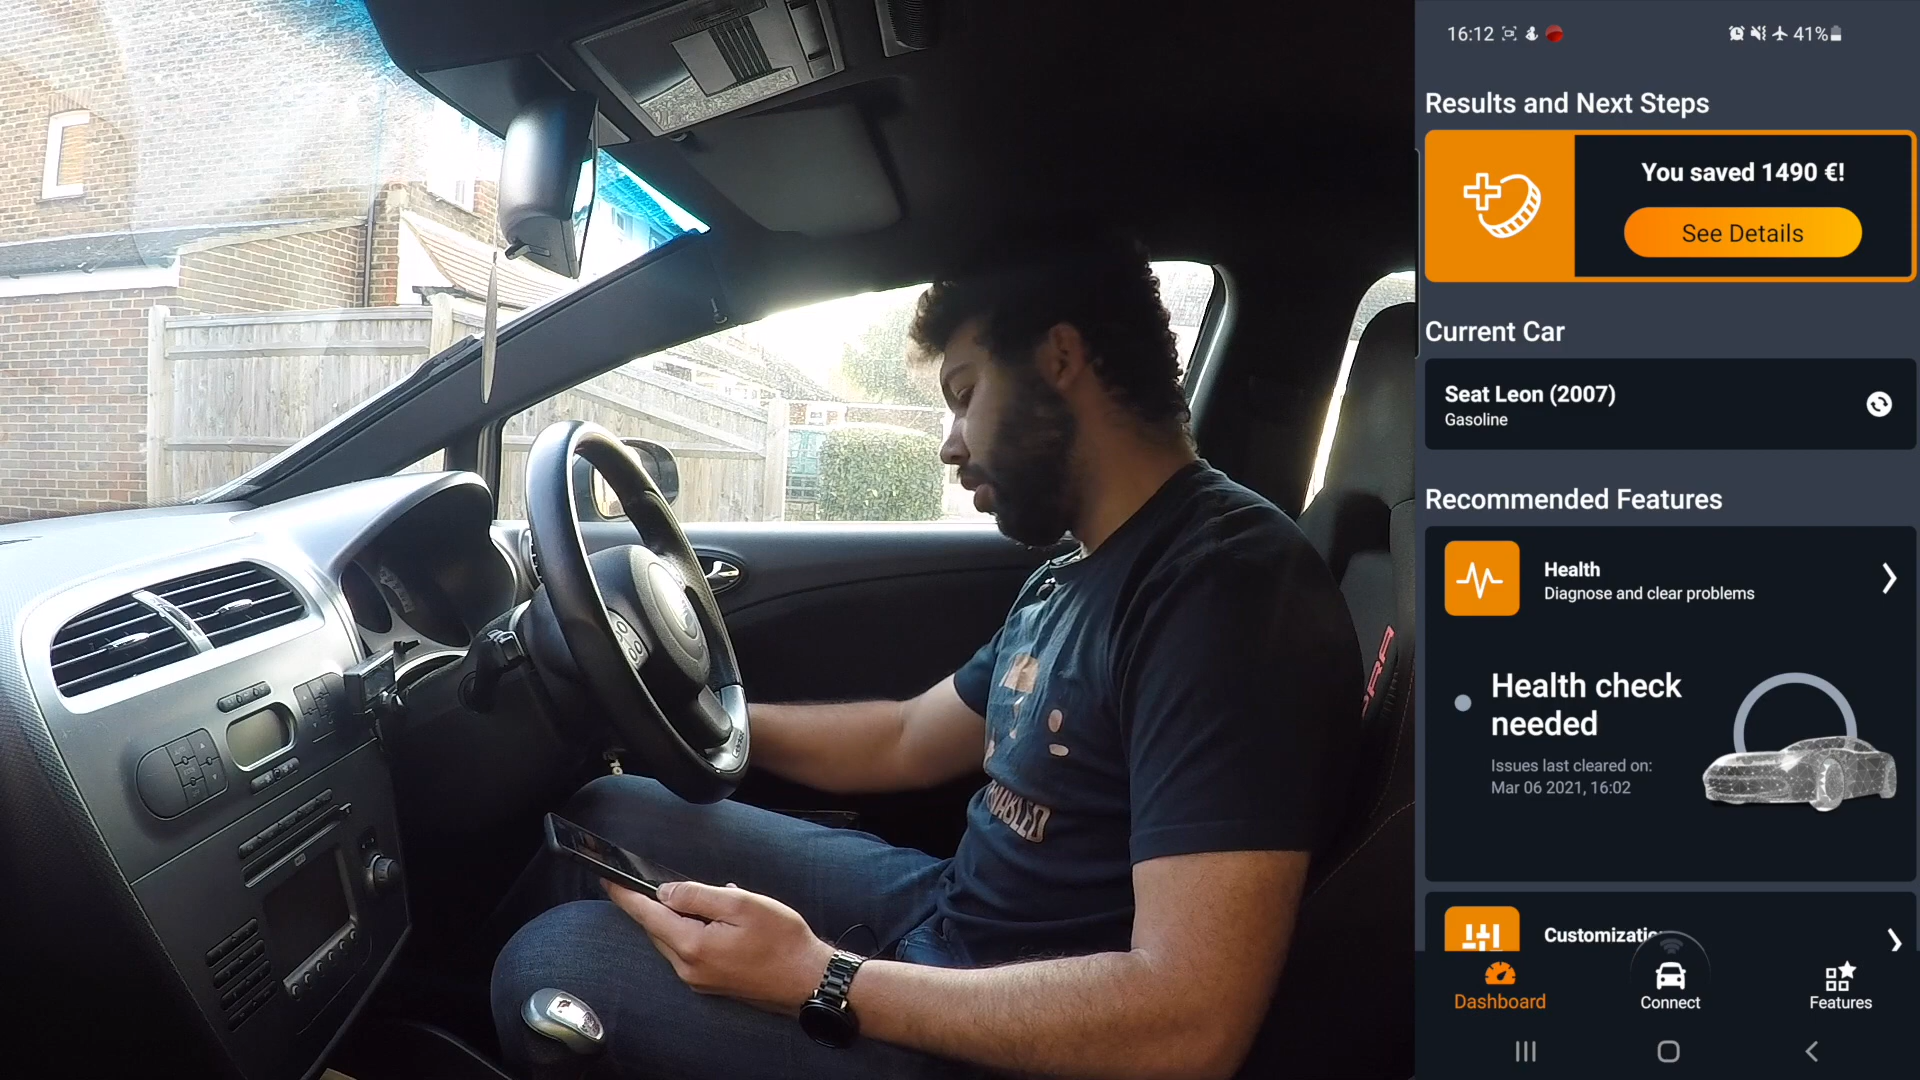 16:12
41%
Results and Next Steps
You saved 1490 €!
See Details
Current Car
Seat Leon (2007)
Gasoline
Recommended Features
Health
Diagnose and clear problems
Health check
needed
Issues last cleared on:
Mar 06 2021, 16:02
Dashboard
Connect
Features